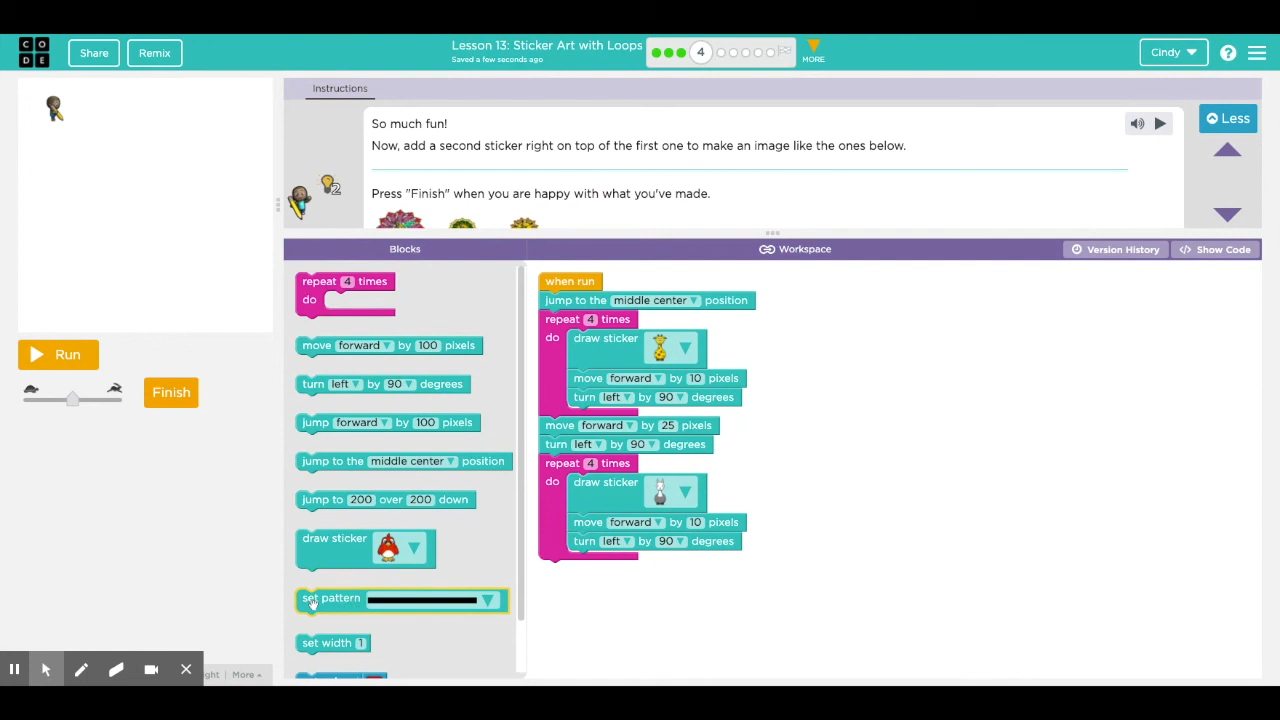 CO
DE
Share
Remix
Lesson 13: Sticker Art with Loops
Saved a few seconds ago
4
MORE
Cindy
?
Instructions
So much fun!
Now, add a second sticker right on top of the first one to make an image like the ones below.
2
Press "Finish" when you are happy with what you've made.
Less
Run
Finish
Blocks
repeat 4 times
do
move forward by 100 pixels
turn left by 90 degrees
jump forward by 100 pixels
jump to the middle center position
jump to 200 over 200 down
draw sticker
set pattern
set width 1
Workspace
Version History
Show Code
when run
jump to the middle center position
repeat 4 times
do draw sticker
move forward by 10 pixels
turn left by 90 degrees
move forward by 25 pixels
turn left by 90 degrees
repeat 4 times
do draw sticker
move forward by 10 pixels
turn left by 90 degrees
More